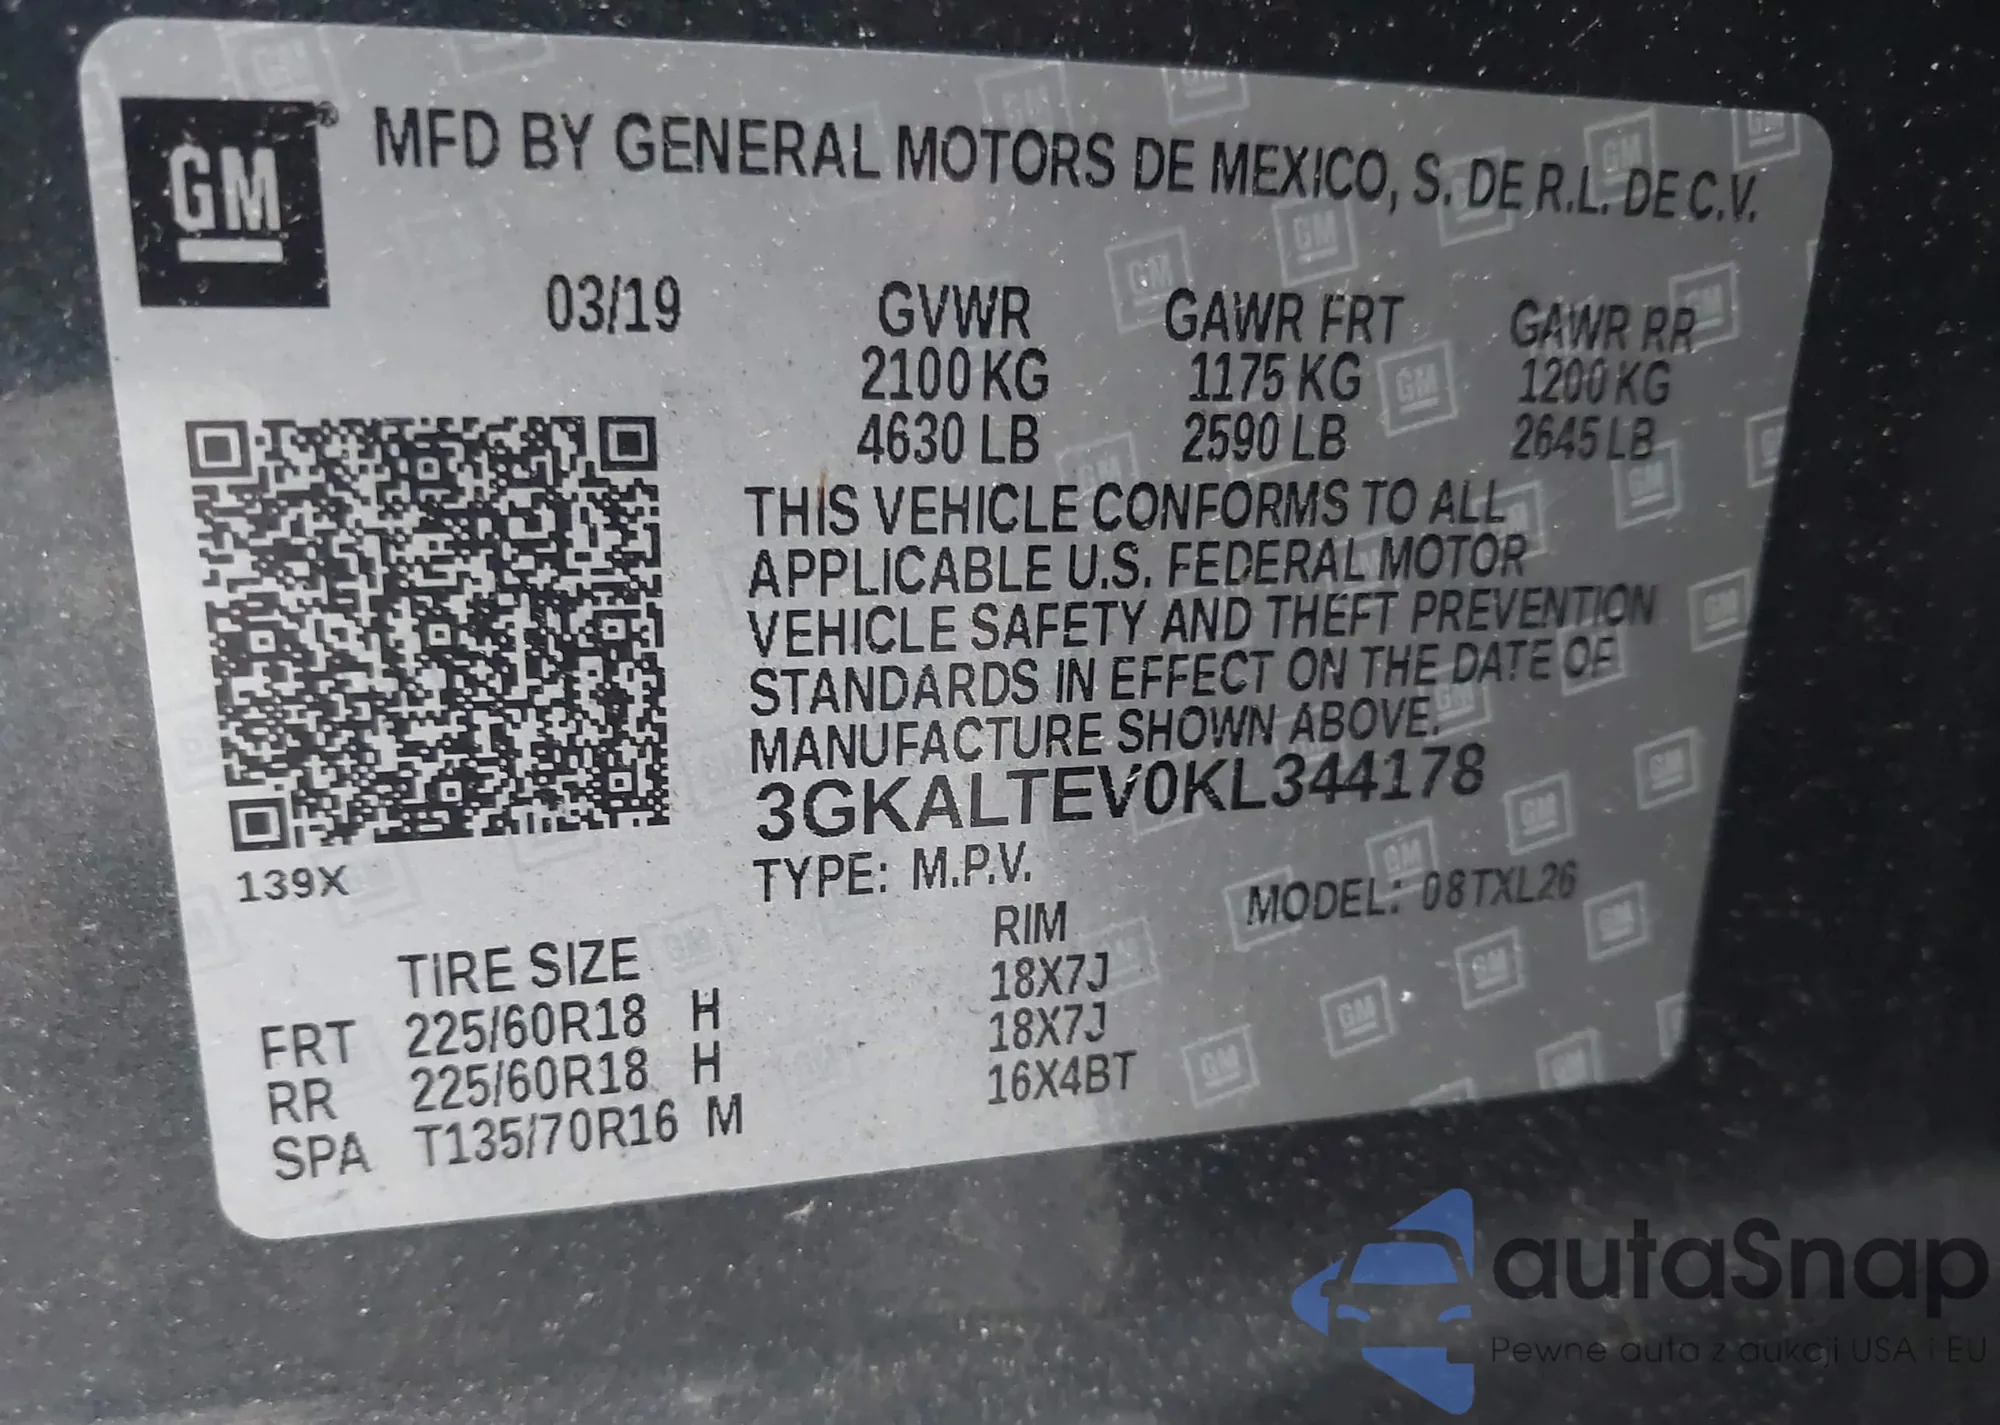 GM ® MFD BY GENERAL MOTORS DE MEXICO, S. DE R.L. DE C.V.
03/19 GVWR GAWR FRT GAWR RR
2100 KG 1175 KG 1200 KG
4630 LB 2590 LB 2645 LB
THIS VEHICLE CONFORMS TO ALL
APPLICABLE U.S. FEDERAL MOTOR
VEHICLE SAFETY AND THEFT PREVENTION
STANDARDS IN EFFECT ON THE DATE OF
MANUFACTURE SHOWN ABOVE.
3GKALTEV0KL344178
139X
TYPE: M.P.V. MODEL: 08TXL26
TIRE SIZE RIM
FRT 225/60R18 H 18X7J
RR 225/60R18 H 18X7J
SPA T135/70R16 M 16X4BT
autaSnap
Pewne auta z aukcji USA i EU